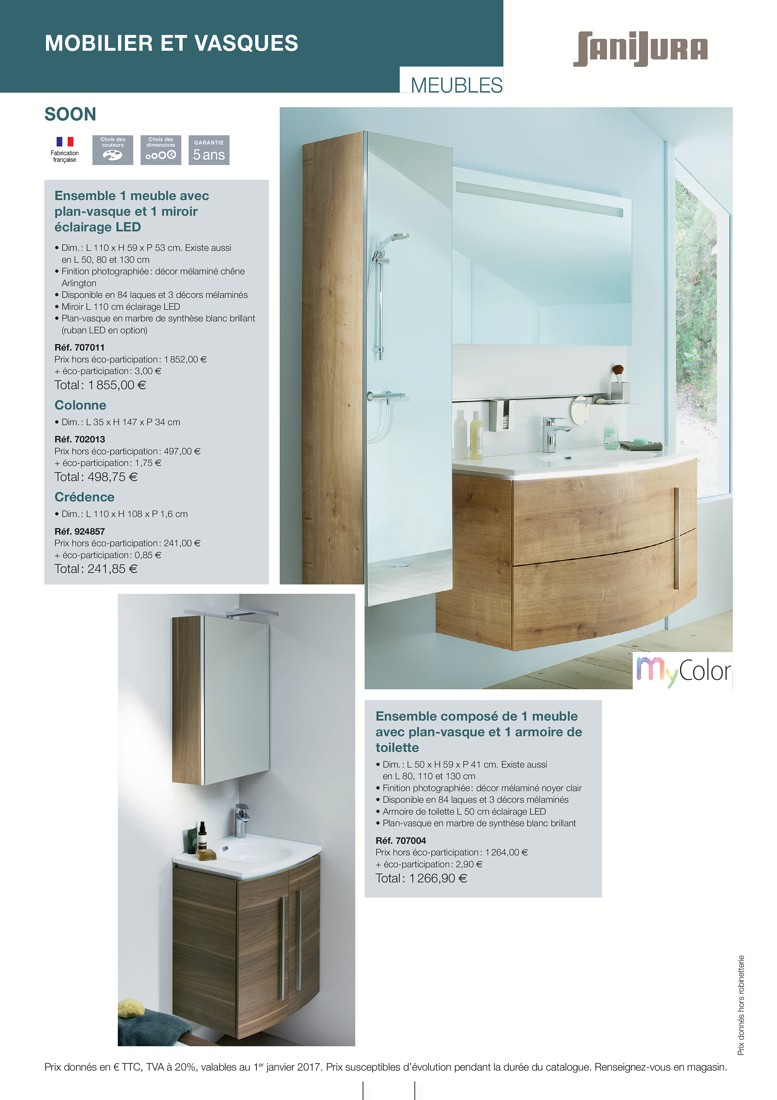 MOBILIER ET VASQUES
SANIJURA
MEUBLES
SOON
Fabrication
française
Choix des
couleurs
Choix des
dimensions
GARANTIE
5 ans
Ensemble 1 meuble avec
plan-vasque et 1 miroir
éclairage LED
• Dim. : L 110 x H 59 x P 53 cm. Existe aussi
en L 50, 80 et 130 cm
• Finition photographiée : décor mélaminé chêne
Arlington
• Disponible en 84 laques et 3 décors mélaminés
• Miroir L 110 cm éclairage LED
• Plan-vasque en marbre de synthèse blanc brillant
(ruban LED en option)
Réf. 707011
Prix hors éco-participation : 1 852,00 €
+ éco-participation : 3,00 €
Total : 1 855,00 €
Colonne
• Dim. : L 35 x H 147 x P 34 cm
Réf. 702013
Prix hors éco-participation : 497,00 €
+ éco-participation : 1,75 €
Total : 498,75 €
Crédence
• Dim. : L 110 x H 108 x P 1,6 cm
Réf. 924857
Prix hors éco-participation : 241,00 €
+ éco-participation : 0,85 €
Total : 241,85 €
myColor
Ensemble composé de 1 meuble
avec plan-vasque et 1 armoire de
toilette
• Dim. : L 50 x H 59 x P 41 cm. Existe aussi
en L 80, 110 et 130 cm
• Finition photographiée : décor mélaminé noyer clair
• Disponible en 84 laques et 3 décors mélaminés
• Armoire de toilette L 50 cm éclairage LED
• Plan-vasque en marbre de synthèse blanc brillant
Réf. 707004
Prix hors éco-participation : 1 264,00 €
+ éco-participation : 2,90 €
Total : 1 266,90 €
Prix donnés hors robinetterie
Prix donnés en € TTC, TVA à 20%, valables au 1er janvier 2017. Prix susceptibles d'évolution pendant la durée du catalogue. Renseignez-vous en magasin.